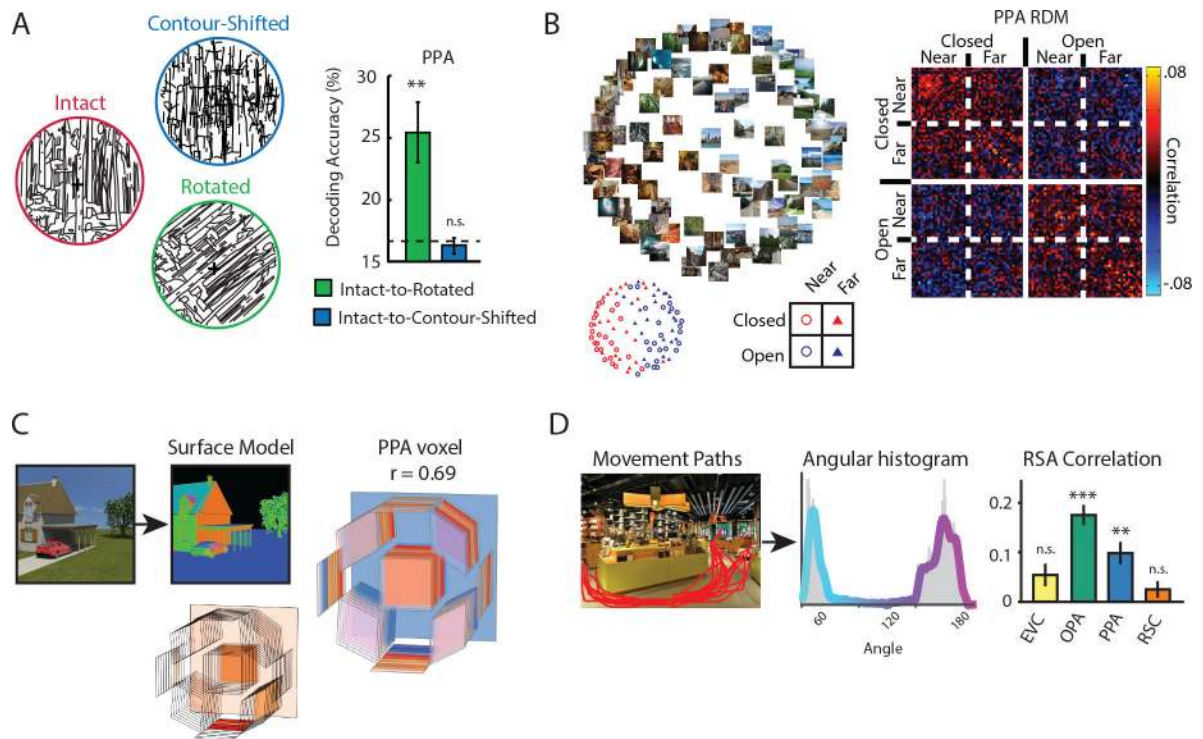 A
Contour-Shifted
Intact
Rotated
PPA
Decoding Accuracy (%)
30
25
20
15
**
n.s.
Intact-to-Rotated
Intact-to-Contour-Shifted
B
Near
Far
Closed
Open
PPA RDM
Closed
Open
Near
Far
Near
Far
Closed
Near
Far
Open
Near
Far
.08
Correlation
-.08
C
Surface Model
PPA voxel
r = 0.69
D
Movement Paths
Angular histogram
60
120
180
Angle
RSA Correlation
0.2
0.1
0
n.s.
***
**
n.s.
EVC
OPA
PPA
RSC